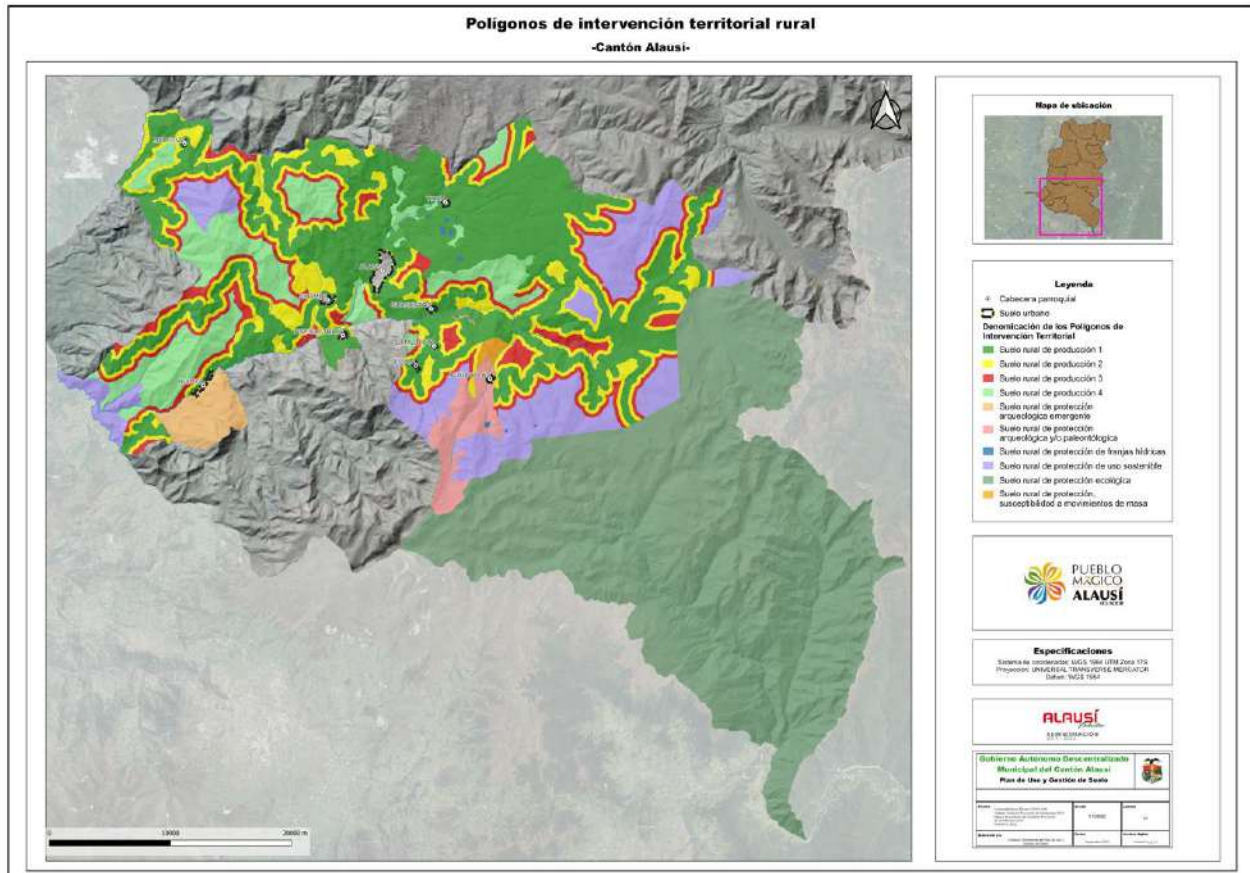 Polígonos de intervención territorial rural
-Cantón Alausí-
10000
20000 m
Mapa de ubicación
Leyenda
Cabecera parroquial
Suelo urbano
Denominación de los Polígonos de
Intervención Territorial
Suelo rural de producción 1
Suelo rural de producción 2
Suelo rural de producción 3
Suelo rural de producción 4
Suelo rural de protección
arqueológica emergente
Suelo rural de protección
arqueológica y/o paleontológica
Suelo rural de protección de franjas hídricas
Suelo rural de protección de uso sostenible
Suelo rural de protección ecológica
Suelo rural de protección,
susceptibilidad a movimientos de masa
PUEBLO
MÁGICO
ALAUSÍ
ECUADOR
Especificaciones
Sistema de coordenadas: WGS 1984 UTM Zona 17S
Proyección: UNIVERSAL TRANSVERSE MERCATOR
Datum: WGS 1984
ALAUSÍ
Gobierno Autónomo Descentralizado
Municipal del Cantón Alausí
Plan de Uso y Gestión de Suelo